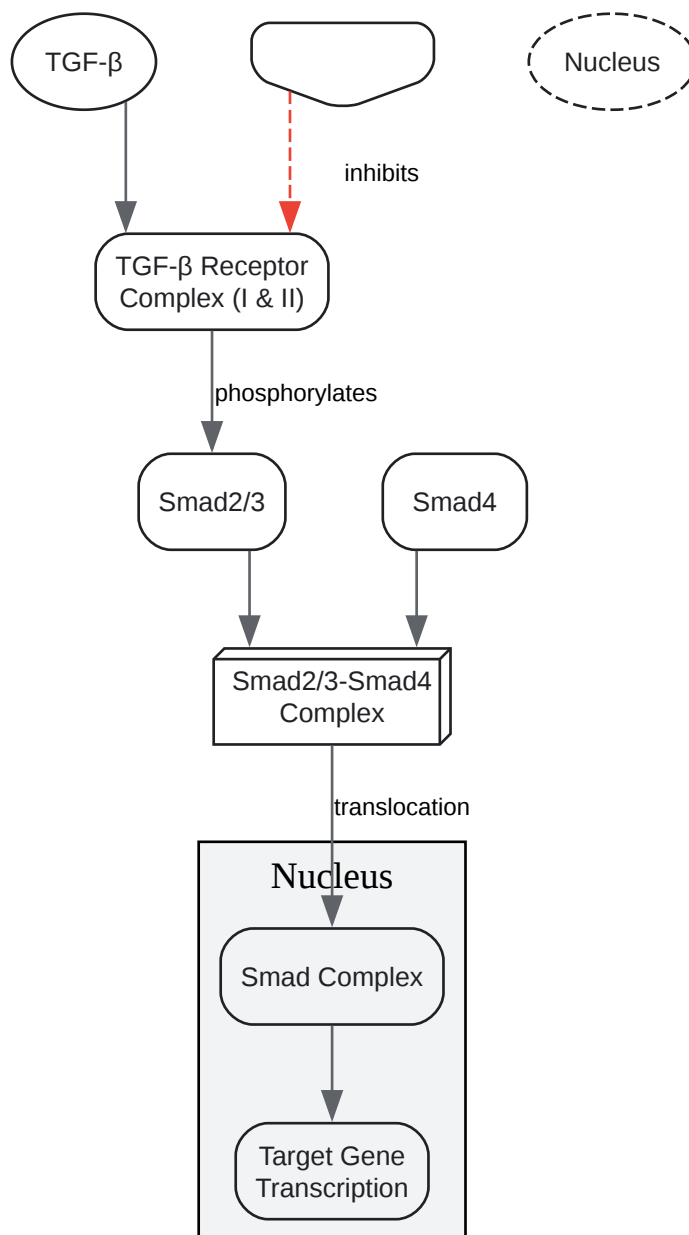 TGF-β
Nucleus
inhibits
TGF-β Receptor
Complex (I & II)
phosphorylates
Smad2/3
Smad4
Smad2/3-Smad4
Complex
translocation
Nucleus
Smad Complex
Target Gene
Transcription